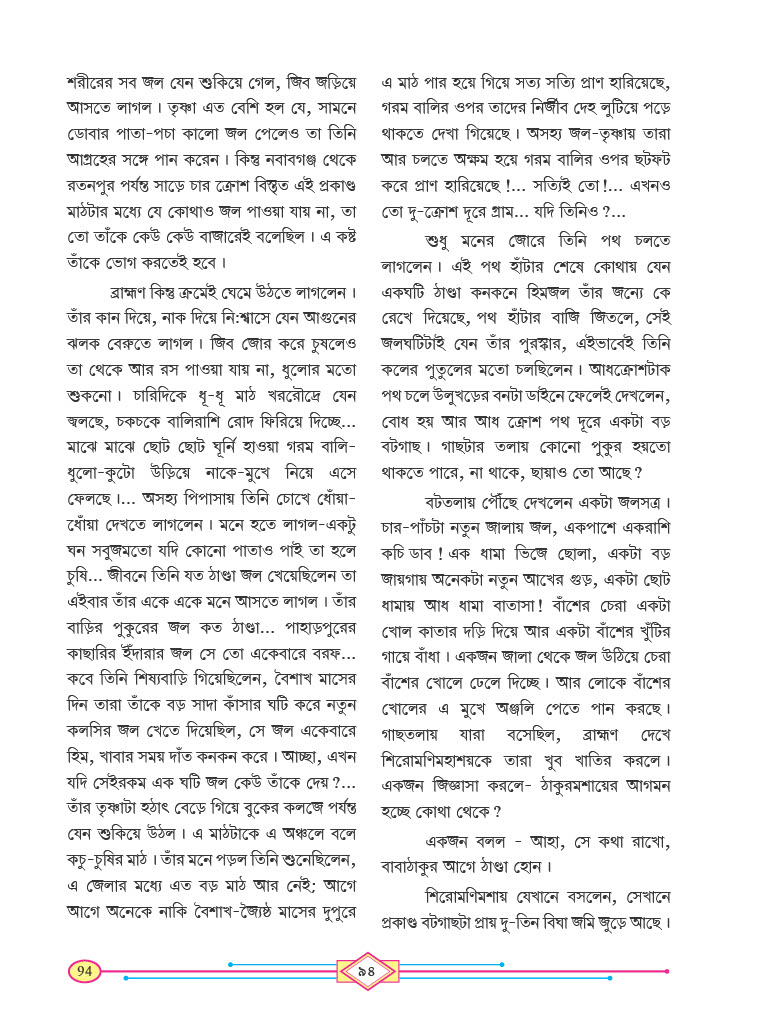 শরীরের সব জল যেন শুকিয়ে গেল, জিব জড়িয়ে
আসতে লাগল। তৃষ্ণা এত বেশি হল যে, সামনে
ডোবার পাতা-পচা কালো জল পেলেও তা তিনি
আগ্রহের সঙ্গে পান করেন। কিন্তু নবাবগঞ্জ থেকে
রতনপুর পর্যন্ত সাড়ে চার ক্রোশ বিস্তৃত এই প্রকাণ্ড
মাঠটার মধ্যে যে কোথাও জল পাওয়া যায় না, তা
তো তাঁকে কেউ কেউ বাজারেই বলেছিল। এ কষ্ট
তাঁকে ভোগ করতেই হবে।
ব্রাহ্মণ কিন্তু ক্রমেই ঘেমে উঠতে লাগলেন।
তাঁর কান দিয়ে, নাক দিয়ে নি:শ্বাসে যেন আগুনের
ঝলক বেরুতে লাগল। জিব জোর করে চুষলেও
তা থেকে আর রস পাওয়া যায় না, ধুলোর মতো
শুকনো। চারিদিকে ধূ-ধূ মাঠ খররৌদ্রে যেন
জ্বলছে, চকচকে বালিরাশি রোদ ফিরিয়ে দিচ্ছে...
মাঝে মাঝে ছোট ছোট ঘূর্নি হাওয়া গরম বালি-
ধুলো-কুটো উড়িয়ে নাকে-মুখে নিয়ে এসে
ফেলছে।... অসহ্য পিপাসায় তিনি চোখে ধোঁয়া-
ধোঁয়া দেখতে লাগলেন। মনে হতে লাগল-একটু
ঘন সবুজমতো যদি কোনো পাতাও পাই তা হলে
চুষি... জীবনে তিনি যত ঠাণ্ডা জল খেয়েছিলেন তা
এইবার তাঁর একে একে মনে আসতে লাগল। তাঁর
বাড়ির পুকুরের জল কত ঠাণ্ডা... পাহাড়পুরের
কাছারির ইঁদারার জল সে তো একেবারে বরফ...
কবে তিনি শিষ্যবাড়ি গিয়েছিলেন, বৈশাখ মাসের
দিন তারা তাঁকে বড় সাদা কাঁসার ঘটি করে নতুন
কলসির জল খেতে দিয়েছিল, সে জল একেবারে
হিম, খাবার সময় দাঁত কনকন করে। আচ্ছা, এখন
যদি সেইরকম এক ঘটি জল কেউ তাঁকে দেয়?...
তাঁর তৃষ্ণাটা হঠাৎ বেড়ে গিয়ে বুকের কলজে পর্যন্ত
যেন শুকিয়ে উঠল। এ মাঠটাকে এ অঞ্চলে বলে
কচু-চুষির মাঠ। তাঁর মনে পড়ল তিনি শুনেছিলেন,
এ জেলার মধ্যে এত বড় মাঠ আর নেই: আগে
আগে অনেকে নাকি বৈশাখ-জ্যৈষ্ঠ মাসের দুপুরে
এ মাঠ পার হয়ে গিয়ে সত্য সত্যি প্রাণ হারিয়েছে,
গরম বালির ওপর তাদের নির্জীব দেহ লুটিয়ে পড়ে
থাকতে দেখা গিয়েছে। অসহ্য জল-তৃষ্ণায় তারা
আর চলতে অক্ষম হয়ে গরম বালির ওপর ছটফট
করে প্রাণ হারিয়েছে!... সত্যিই তো!... এখনও
তো দু-ক্রোশ দূরে গ্রাম... যদি তিনিও?...
শুধু মনের জোরে তিনি পথ চলতে
লাগলেন। এই পথ হাঁটার শেষে কোথায় যেন
একঘটি ঠাণ্ডা কনকনে হিমজল তাঁর জন্যে কে
রেখে দিয়েছে, পথ হাঁটার বাজি জিতলে, সেই
জলঘটিটাই যেন তাঁর পুরস্কার, এইভাবেই তিনি
কলের পুতুলের মতো চলছিলেন। আধক্রোশটাক
পথ চলে উলুখড়ের বনটা ডাইনে ফেলেই দেখলেন,
বোধ হয় আর আধ ক্রোশ পথ দূরে একটা বড়
বটগাছ। গাছটার তলায় কোনো পুকুর হয়তো
থাকতে পারে, না থাকে, ছায়াও তো আছে?
বটতলায় পৌঁছে দেখলেন একটা জলসত্র।
চার-পাঁচটা নতুন জালায় জল, একপাশে একরাশি
কচি ডাব! এক ধামা ভিজে ছোলা, একটা বড়
জায়গায় অনেকটা নতুন আখের গুড়, একটা ছোট
ধামায় আধ ধামা বাতাসা! বাঁশের চেরা একটা
খোল কাতার দড়ি দিয়ে আর একটা বাঁশের খুঁটির
গায়ে বাঁধা। একজন জালা থেকে জল উঠিয়ে চেরা
বাঁশের খোলে ঢেলে দিচ্ছে। আর লোকে বাঁশের
খোলের এ মুখে অঞ্জলি পেতে পান করছে।
গাছতলায় যারা বসেছিল, ব্রাহ্মণ দেখে
শিরোমণিমহাশয়কে তারা খুব খাতির করলে।
একজন জিজ্ঞাসা করলে- ঠাকুরমশায়ের আগমন
হচ্ছে কোথা থেকে?
একজন বলল - আহা, সে কথা রাখো,
বাবাঠাকুর আগে ঠাণ্ডা হোন।
শিরোমণিমশায় যেখানে বসলেন, সেখানে
প্রকাণ্ড বটগাছটা প্রায় দু-তিন বিঘা জমি জুড়ে আছে।
94
৯৪